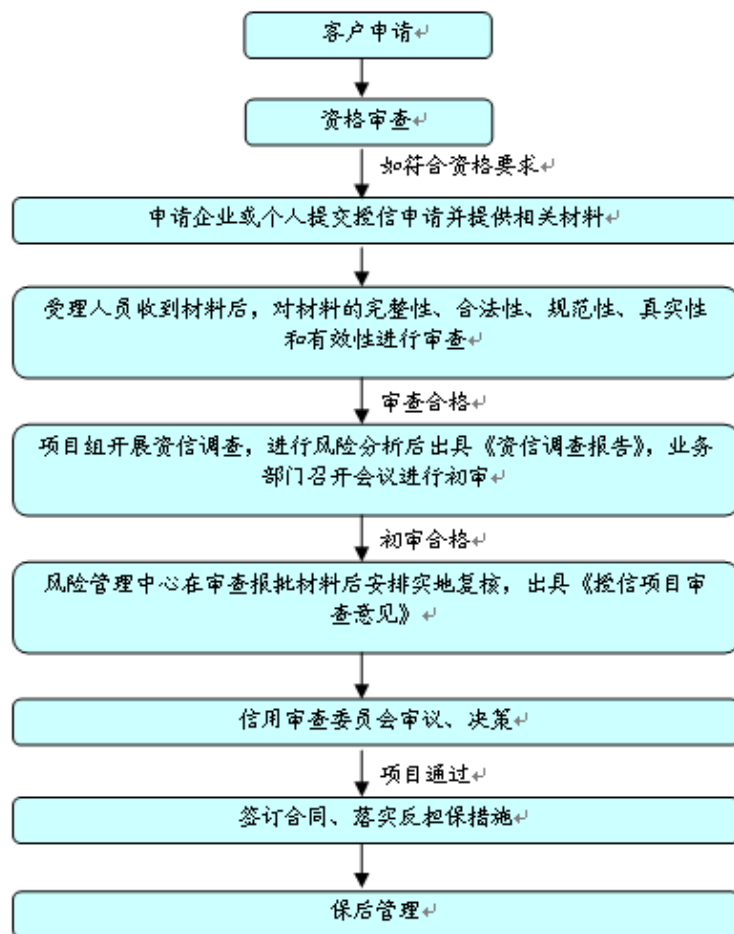 客户申请↵
资格审查↵
如符合资格要求↵
申请企业或个人提交授信申请并提供相关材料↵
受理人员收到材料后，对材料的完整性、合法性、规范性、真实性
和有效性进行审查↵
审查合格↵
项目组开展资信调查，进行风险分析后出具《资信调查报告》，业务
部门召开会议进行初审↵
初审合格↵
风险管理中心在审查报批材料后安排实地复核，出具《授信项目审
查意见》↵
信用审查委员会审议、决策↵
项目通过↵
签订合同、落实反担保措施↵
保后管理↵